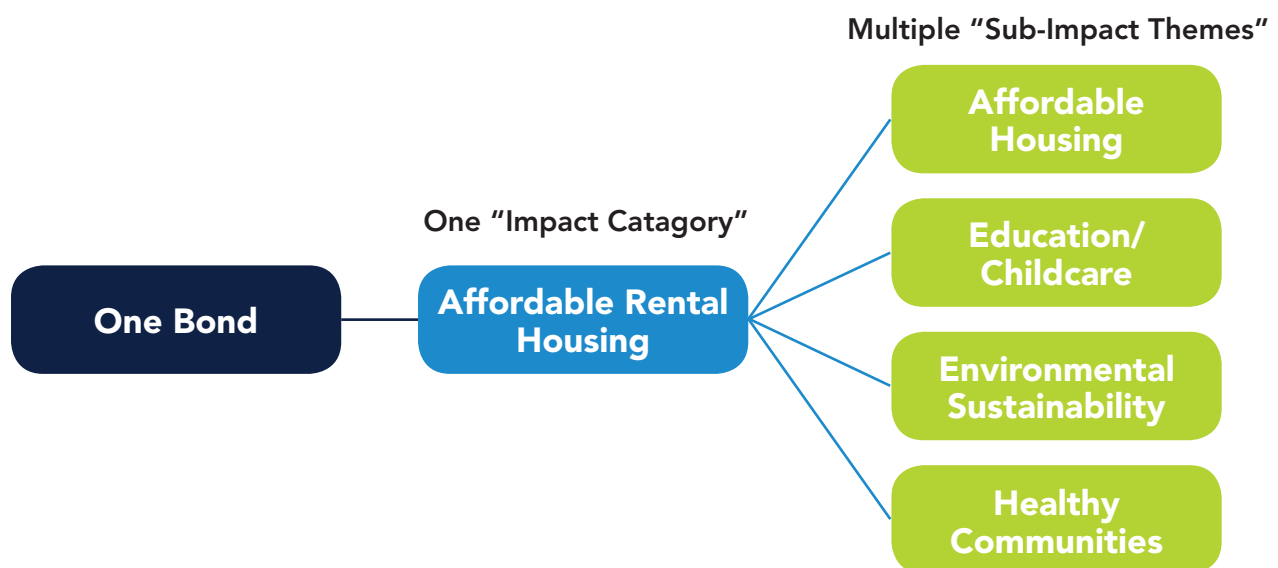 Multiple “Sub-Impact Themes”
Affordable
Housing
One “Impact Catagory”
Education/
Childcare
One Bond
Affordable Rental
Housing
Environmental
Sustainability
Healthy
Communities